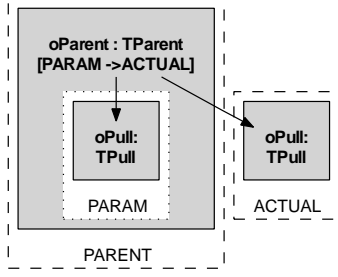 oParent : TParent
[PARAM ->ACTUAL]
oPull:
TPull
oPull:
TPull
PARAM
ACTUAL
PARENT